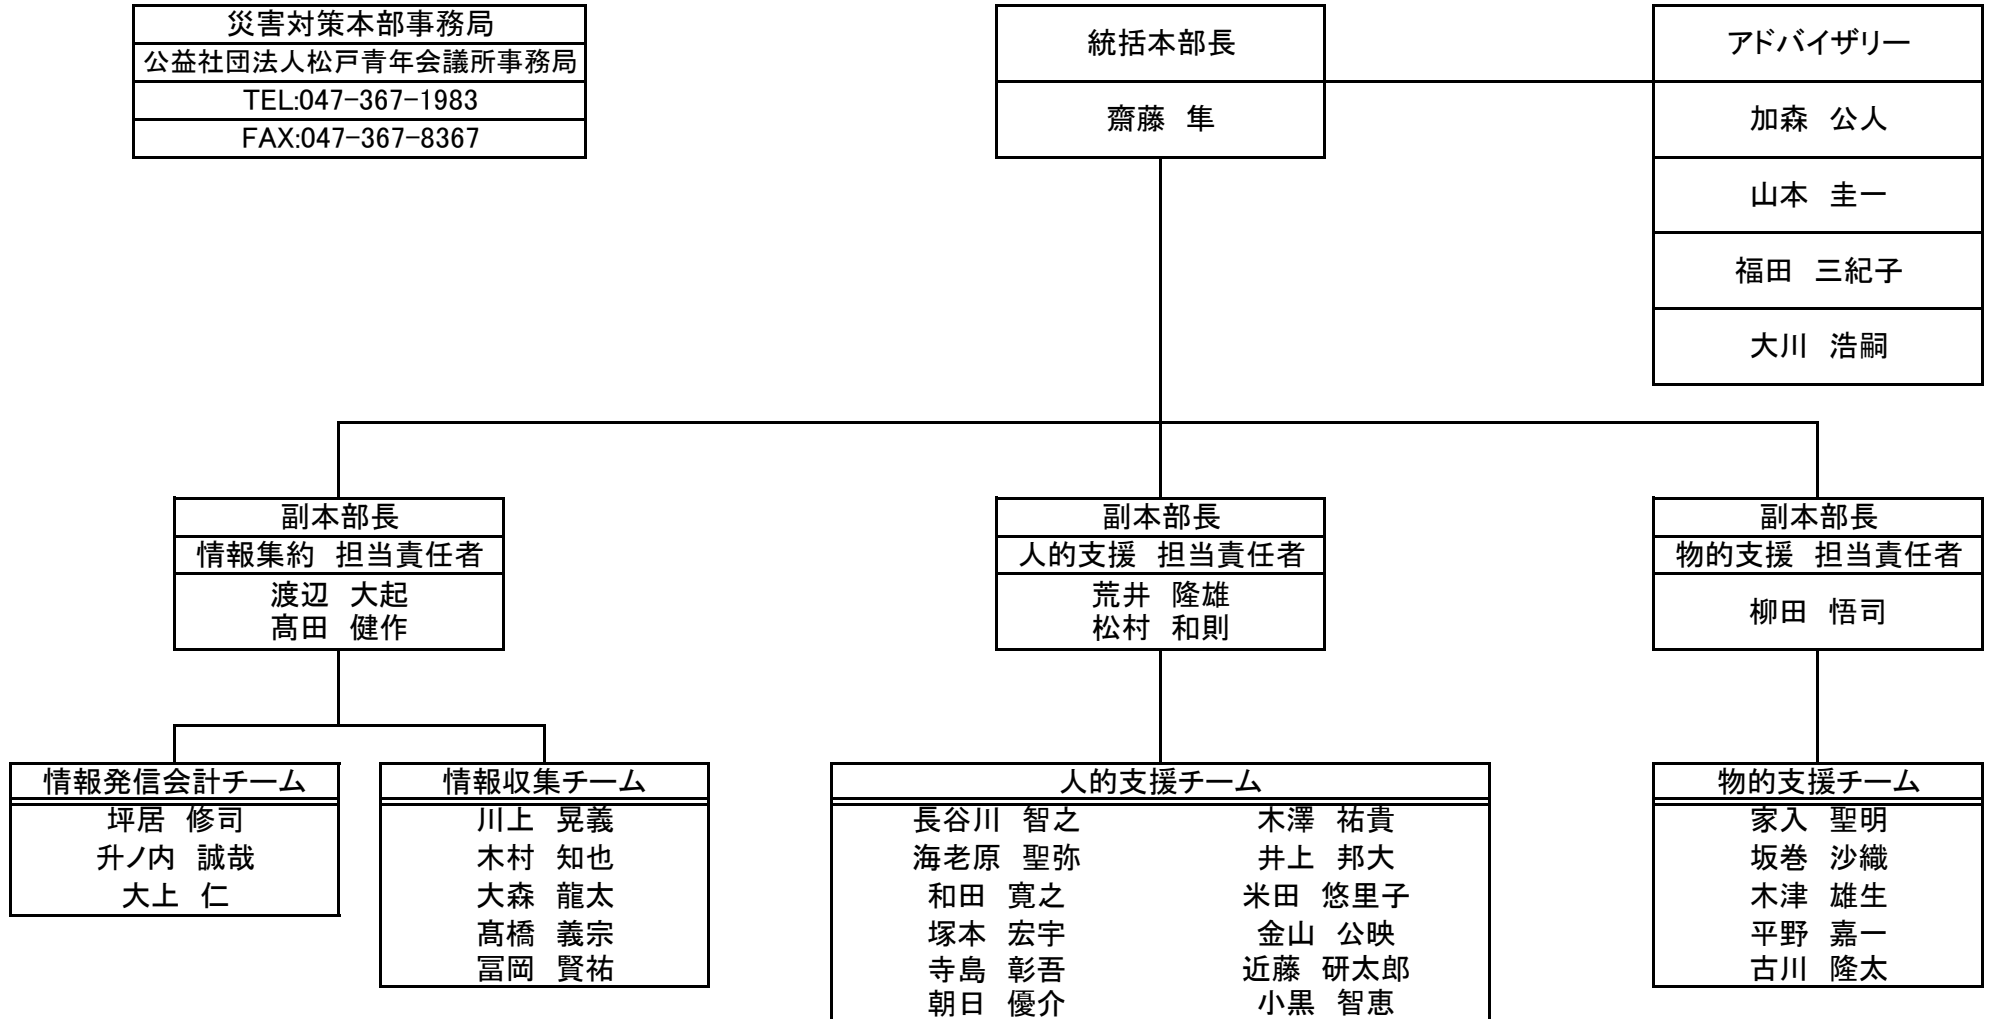 災害対策本部事務局
公益社団法人松戸青年会議所事務局
TEL:047-367-1983
FAX:047-367-8367
統括本部長
齋藤 隼
アドバイザリー
加森 公人
山本 圭一
福田 三紀子
大川 浩嗣
副本部長
情報集約 担当責任者
渡辺 大起
髙田 健作
副本部長
人的支援 担当責任者
荒井 隆雄
松村 和則
副本部長
物的支援 担当責任者
柳田 悟司
情報発信会計チーム
坪居 修司
升ノ内 誠哉
大上 仁
情報収集チーム
川上 晃義
木村 知也
大森 龍太
髙橋 義宗
冨岡 賢祐
人的支援チーム
長谷川 智之 木澤 祐貴
海老原 聖弥 井上 邦大
和田 寛之 米田 悠里子
塚本 宏宇 金山 公映
寺島 彰吾 近藤 研太郎
朝日 優介 小黒 智恵
物的支援チーム
家入 聖明
坂巻 沙織
木津 雄生
平野 嘉一
古川 隆太